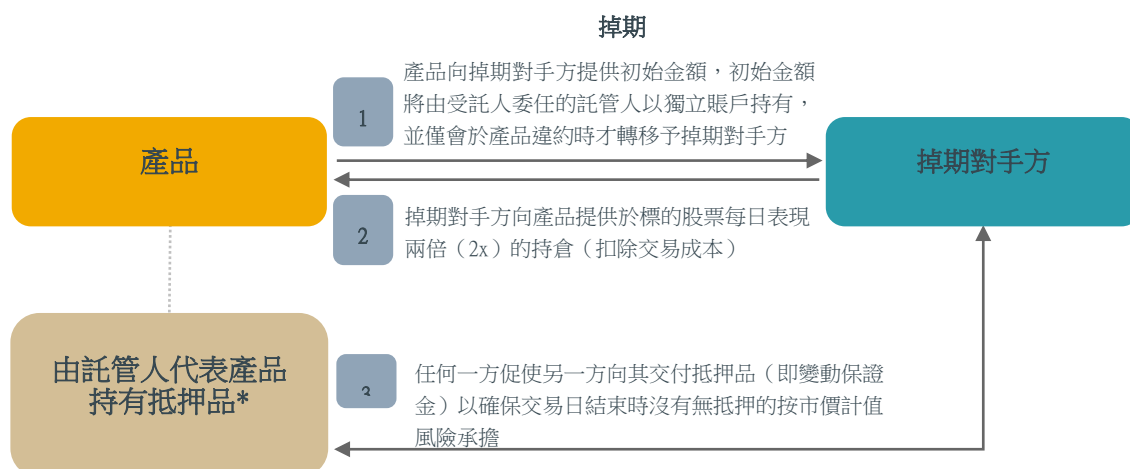 掉期
產品向掉期對手方提供初始金額，初始金額
將由受託人委任的託管人以獨立賬戶持有，
並僅會於產品違約時才轉移予掉期對手方
1
產品
掉期對手方
2
掉期對手方向產品提供於標的股票每日表現
兩倍（2x）的持倉（扣除交易成本）
由託管人代表產品
持有抵押品*
3
任何一方促使另一方向其交付抵押品（即變動保證
金）以確保交易日結束時沒有無抵押的按市價計值
風險承擔